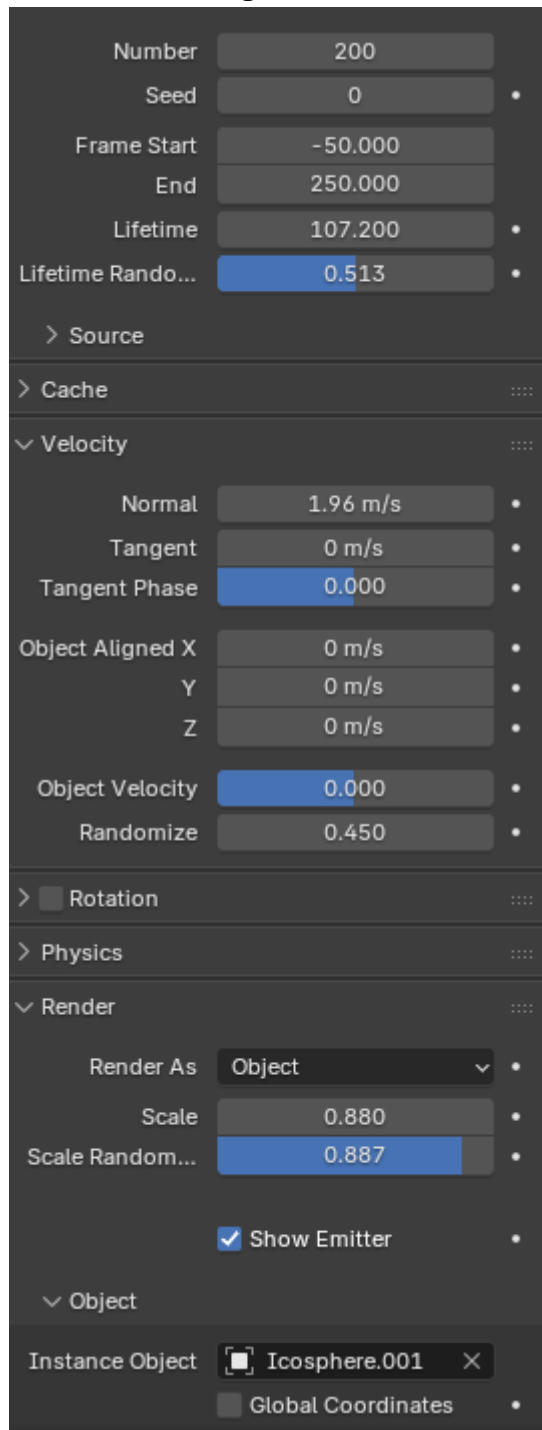 Number 200
Seed 0
Frame Start -50.000
End 250.000
Lifetime 107.200
Lifetime Rando... 0.513
Source
Cache
Velocity
Normal 1.96 m/s
Tangent 0 m/s
Tangent Phase 0.000
Object Aligned X 0 m/s
Y 0 m/s
Z 0 m/s
Object Velocity 0.000
Randomize 0.450
Rotation
Physics
Render
Render As Object
Scale 0.880
Scale Random... 0.887
Show Emitter
Object
Instance Object Icosphere.001
Global Coordinates